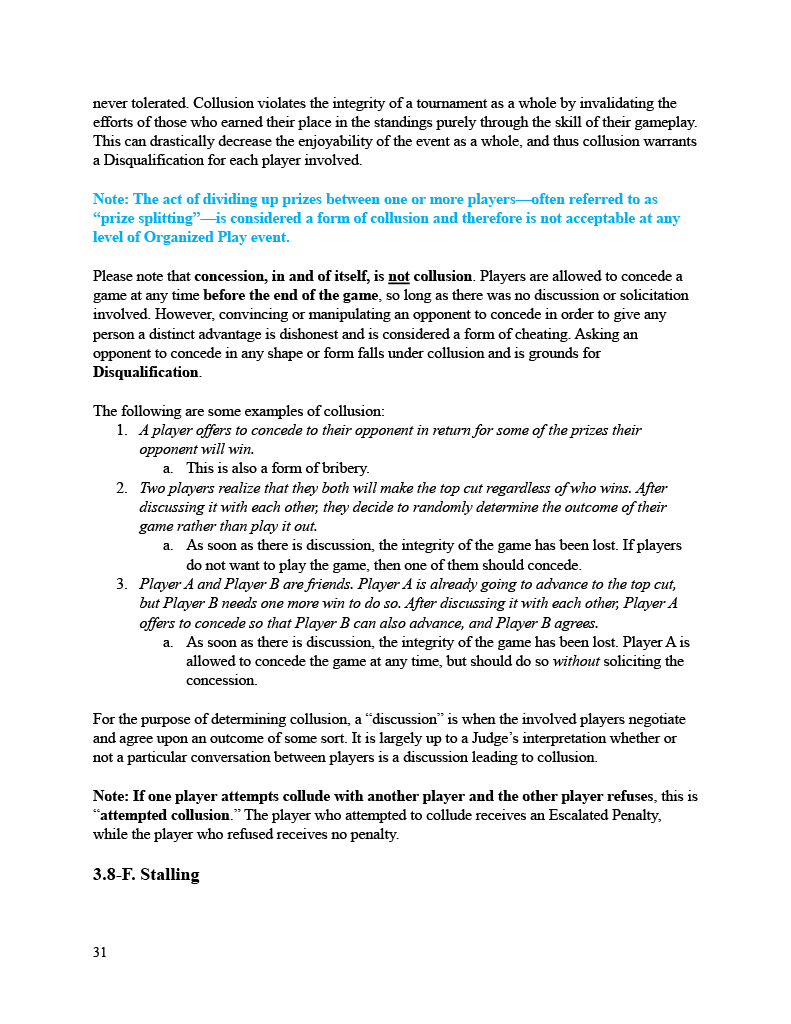 never tolerated. Collusion violates the integrity of a tournament as a whole by invalidating the
efforts of those who earned their place in the standings purely through the skill of their gameplay.
This can drastically decrease the enjoyability of the event as a whole, and thus collusion warrants
a Disqualification for each player involved.
Note: The act of dividing up prizes between one or more players—often referred to as
“prize splitting”—is considered a form of collusion and therefore is not acceptable at any
level of Organized Play event.
Please note that concession, in and of itself, is not collusion. Players are allowed to concede a
game at any time before the end of the game, so long as there was no discussion or solicitation
involved. However, convincing or manipulating an opponent to concede in order to give any
person a distinct advantage is dishonest and is considered a form of cheating. Asking an
opponent to concede in any shape or form falls under collusion and is grounds for
Disqualification.
The following are some examples of collusion:
1. A player offers to concede to their opponent in return for some of the prizes their
opponent will win.
a. This is also a form of bribery.
2. Two players realize that they both will make the top cut regardless of who wins. After
discussing it with each other, they decide to randomly determine the outcome of their
game rather than play it out.
a. As soon as there is discussion, the integrity of the game has been lost. If players
do not want to play the game, then one of them should concede.
3. Player A and Player B are friends. Player A is already going to advance to the top cut,
but Player B needs one more win to do so. After discussing it with each other, Player A
offers to concede so that Player B can also advance, and Player B agrees.
a. As soon as there is discussion, the integrity of the game has been lost. Player A is
allowed to concede the game at any time, but should do so without soliciting the
concession.
For the purpose of determining collusion, a “discussion” is when the involved players negotiate
and agree upon an outcome of some sort. It is largely up to a Judge’s interpretation whether or
not a particular conversation between players is a discussion leading to collusion.
Note: If one player attempts collude with another player and the other player refuses, this is
“attempted collusion.” The player who attempted to collude receives an Escalated Penalty,
while the player who refused receives no penalty.
3.8-F. Stalling
31